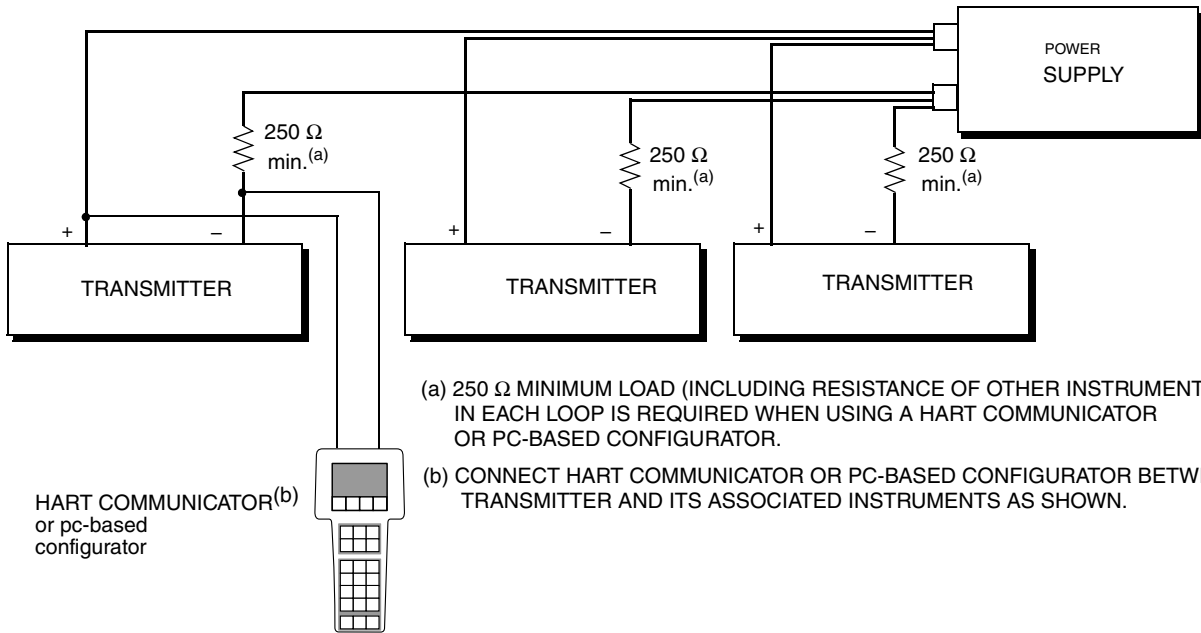 POWER
SUPPLY
250 Ω
min.(a)
250 Ω
min.(a)
250 Ω
min.(a)
+
–
+
–
+
–
TRANSMITTER
TRANSMITTER
TRANSMITTER
(a) 250 Ω MINIMUM LOAD (INCLUDING RESISTANCE OF OTHER INSTRUMENT
IN EACH LOOP IS REQUIRED WHEN USING A HART COMMUNICATOR
OR PC-BASED CONFIGURATOR.
(b) CONNECT HART COMMUNICATOR OR PC-BASED CONFIGURATOR BETW
TRANSMITTER AND ITS ASSOCIATED INSTRUMENTS AS SHOWN.
HART COMMUNICATOR(b)
or pc-based
configurator